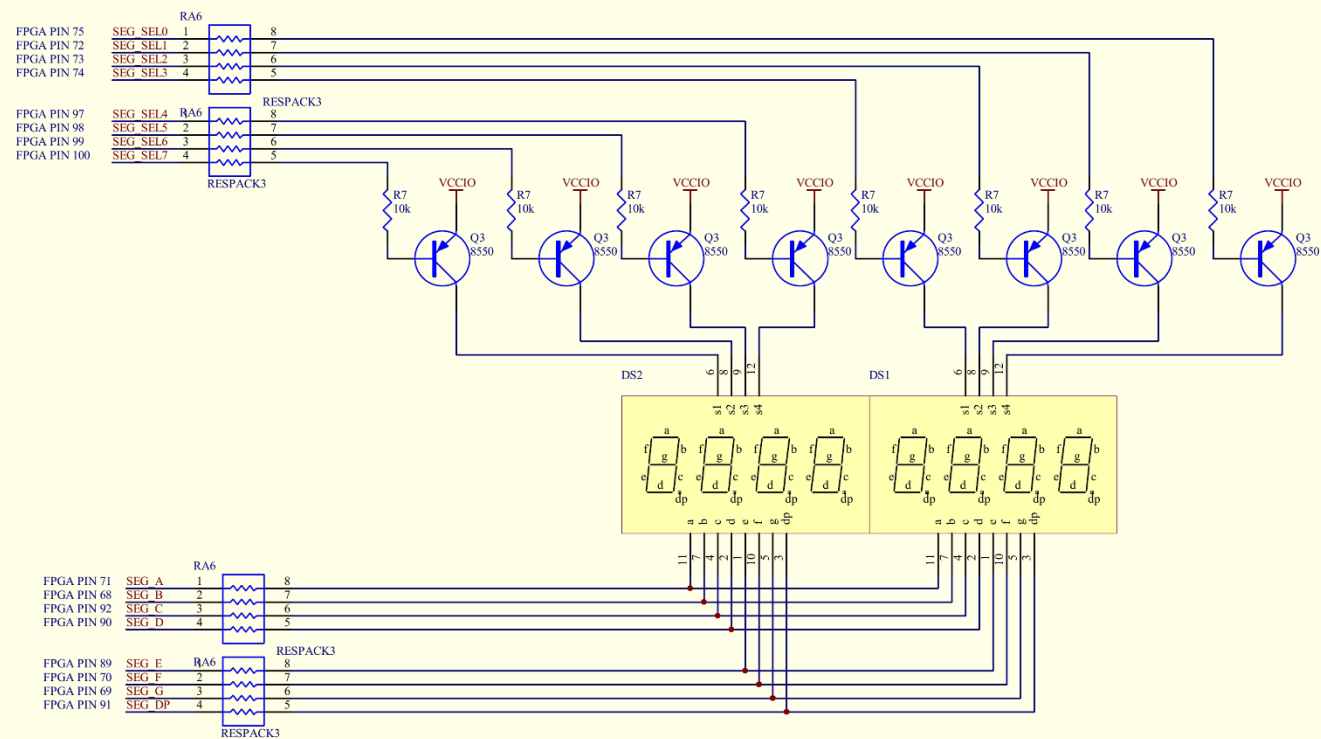 RA6
FPGA PIN 75 SEG_SEL0 1 8
FPGA PIN 72 SEG_SEL1 2 7
FPGA PIN 73 SEG_SEL2 3 6
FPGA PIN 74 SEG_SEL3 4 5
RESPACK3
FPGA PIN 97 SEG_SEL4 1 RA6 8
FPGA PIN 98 SEG_SEL5 2 7
FPGA PIN 99 SEG_SEL6 3 6
FPGA PIN 100 SEG_SEL7 4 5
RESPACK3
VCCIO VCCIO VCCIO VCCIO VCCIO VCCIO VCCIO VCCIO
R7 R7 R7 R7 R7 R7 R7 R7
10k 10k 10k 10k 10k 10k 10k 10k
Q3 Q3 Q3 Q3 Q3 Q3 Q3 Q3
8550 8550 8550 8550 8550 8550 8550 8550
DS2 6 8 9 12 DS1 6 8 9 12
s1 s2 s3 s4 s1 s2 s3 s4
a a a a a a a a
f b f b f b f b f b f b f b f b
g g g g g g g g
e c e c e c e c e c e c e c e c
d d d d d d d d
dp dp dp dp dp dp dp dp
a b c d e f g dp a b c d e f g dp
11 7 4 2 1 10 5 3 11 7 4 2 1 10 5 3
RA6
FPGA PIN 71 SEG_A 1 8
FPGA PIN 68 SEG_B 2 7
FPGA PIN 92 SEG_C 3 6
FPGA PIN 90 SEG_D 4 5
RESPACK3
FPGA PIN 89 SEG_E 1 RA6 8
FPGA PIN 70 SEG_F 2 7
FPGA PIN 69 SEG_G 3 6
FPGA PIN 91 SEG_DP 4 5
RESPACK3